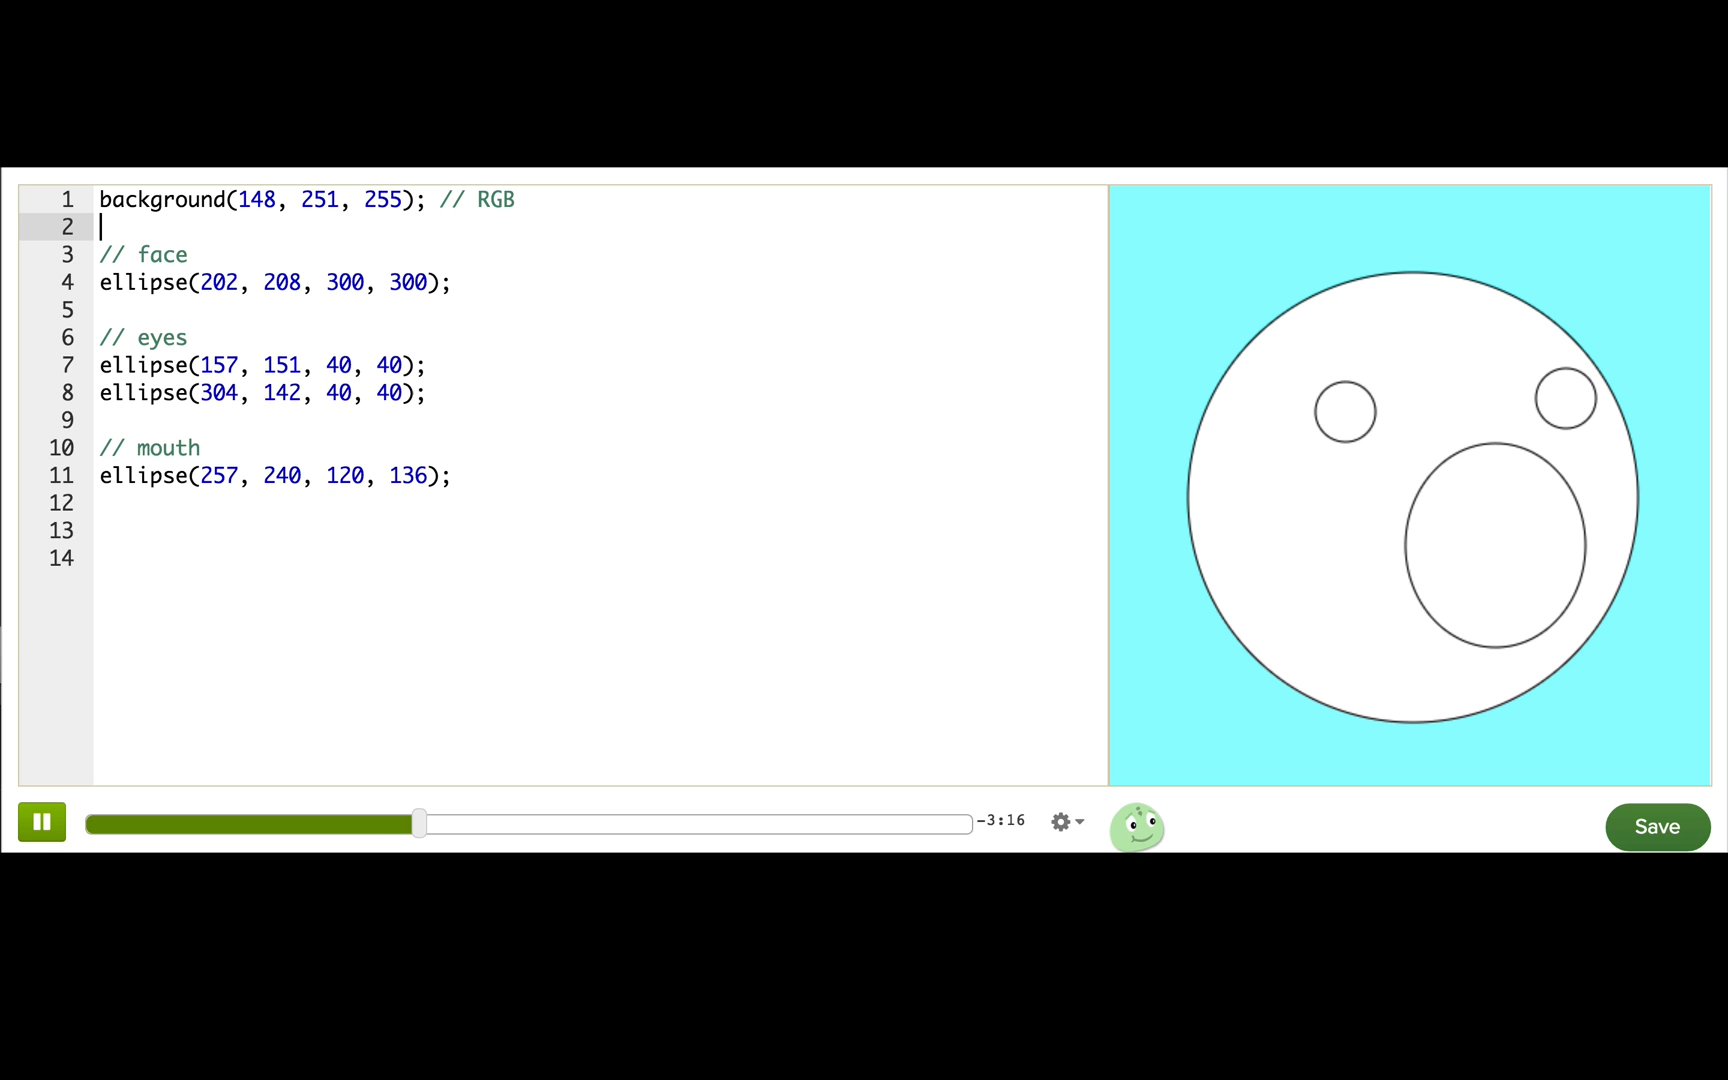 1 background(148, 251, 255); // RGB
2
3 // face
4 ellipse(202, 208, 300, 300);
5
6 // eyes
7 ellipse(157, 151, 40, 40);
8 ellipse(304, 142, 40, 40);
9
10 // mouth
11 ellipse(257, 240, 120, 136);
12
13
14
-3:16
Save